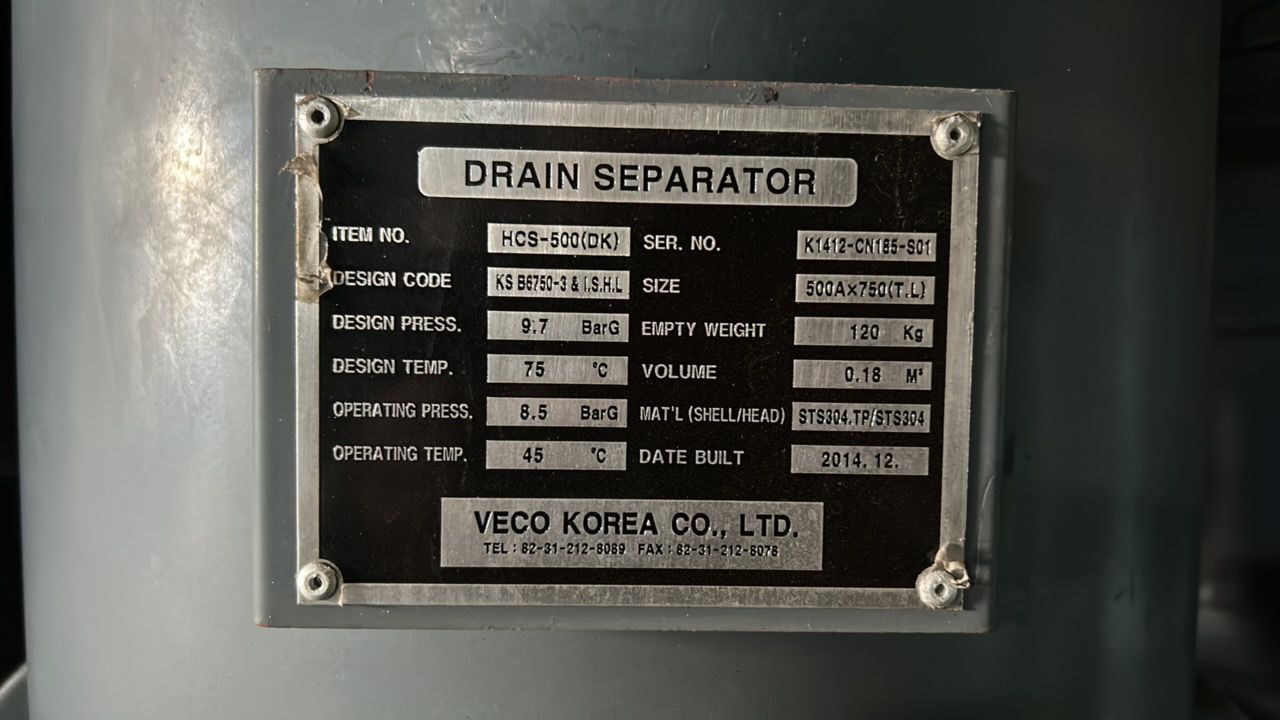 DRAIN SEPARATOR
ITEM NO. HCS-500(DK) SER. NO. K1412-CN185-S01
DESIGN CODE KS B6750-3 & I.S.H.L SIZE 500A×750(T.L)
DESIGN PRESS. 9.7 BarG EMPTY WEIGHT 120 Kg
DESIGN TEMP. 75 °C VOLUME 0.18 M³
OPERATING PRESS. 8.5 BarG MAT'L (SHELL/HEAD) STS304.TP/STS304
OPERATING TEMP. 45 °C DATE BUILT 2014. 12.
VECO KOREA CO., LTD.
TEL : 82-31-212-8089 FAX : 82-31-212-8078